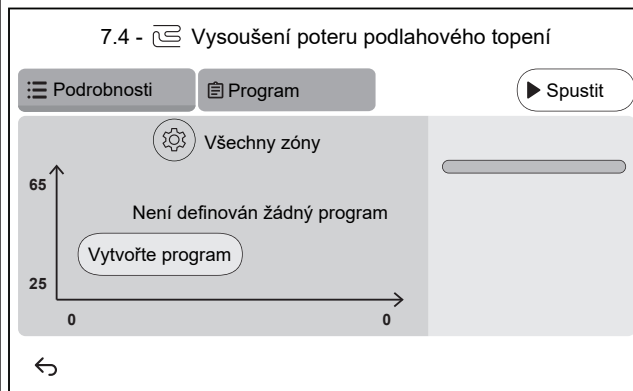 7.4 - Vysoušení poteru podlahového topení
Podrobnosti
Program
Spustit
Všechny zóny
65
Není definován žádný program
Vytvořte program
25
0
0